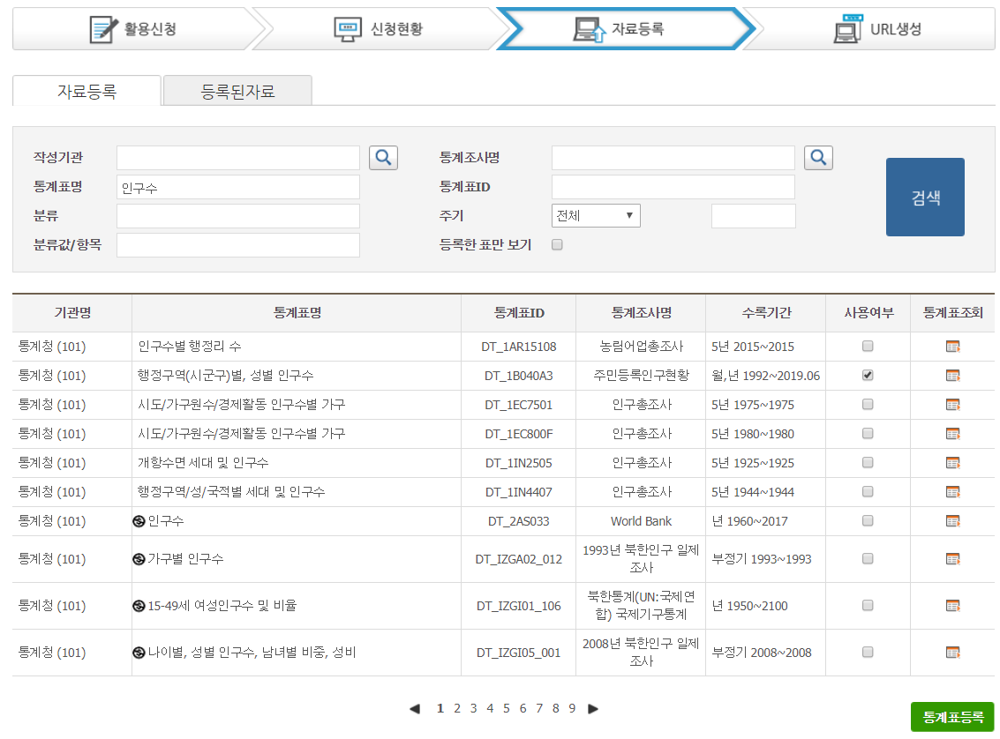 활용신청 신청현황 자료등록 URL생성
자료등록 등록된자료
작성기관 통계조사명
통계표명 인구수 통계표ID
분류 주기 전체
분류값/항목 등록한 표만 보기
검색
기관명 통계표명 통계표ID 통계조사명 수록기간 사용여부 통계표조회
통계청 (101) 인구수별 행정리 수 DT_1AR15108 농림어업총조사 5년 2015~2015
통계청 (101) 행정구역(시군구)별, 성별 인구수 DT_1B040A3 주민등록인구현황 월,년 1992~2019.06
통계청 (101) 시도/가구원수/경제활동 인구수별 가구 DT_1EC7501 인구총조사 5년 1975~1975
통계청 (101) 시도/가구원수/경제활동 인구수별 가구 DT_1EC800F 인구총조사 5년 1980~1980
통계청 (101) 개항수면 세대 및 인구수 DT_1IN2505 인구총조사 5년 1925~1925
통계청 (101) 행정구역/성/국적별 세대 및 인구수 DT_1IN4407 인구총조사 5년 1944~1944
통계청 (101) 인구수 DT_2AS033 World Bank 년 1960~2017
통계청 (101) 가구별 인구수 DT_IZGA02_012 1993년 북한인구 일제
조사 부정기 1993~1993
통계청 (101) 15-49세 여성인구수 및 비율 DT_IZGI01_106 북한통계(UN:국제연
합) 국제기구통계 년 1950~2100
통계청 (101) 나이별, 성별 인구수, 남녀별 비중, 성비 DT_IZGI05_001 2008년 북한인구 일제
조사 부정기 2008~2008
1 2 3 4 5 6 7 8 9
통계표등록